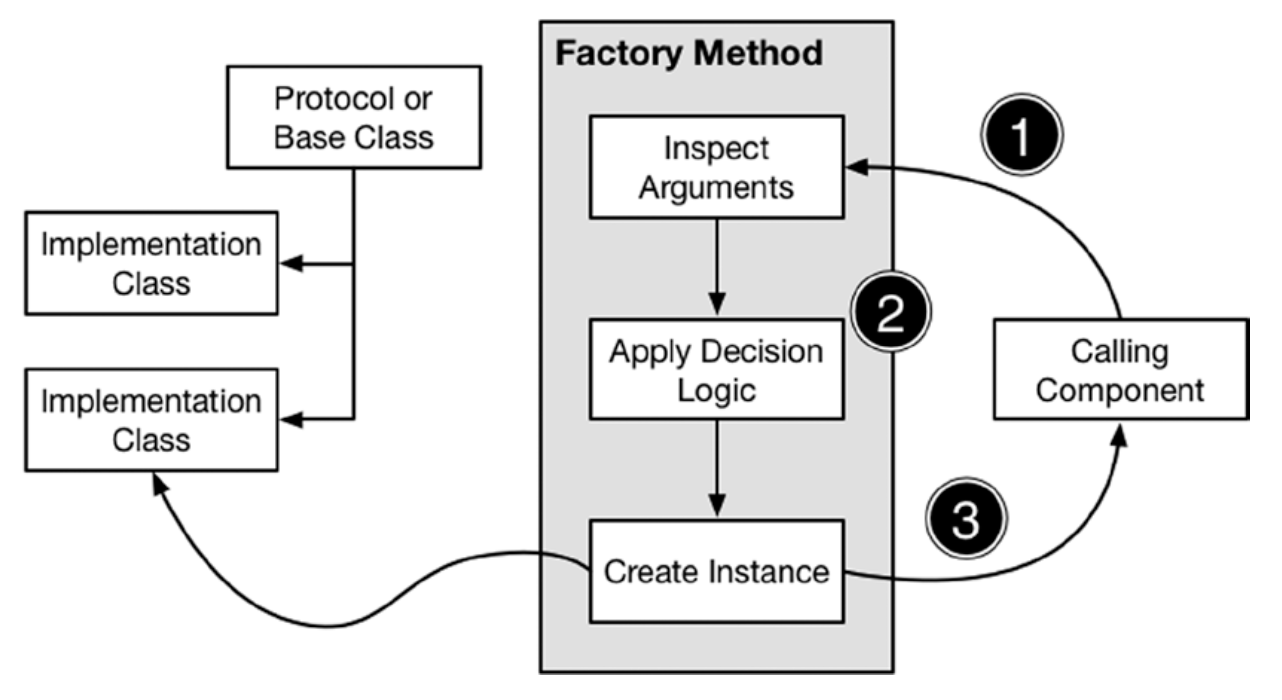 Factory Method
Protocol or
Base Class
Inspect
Arguments
1
Implementation
Class
2
Apply Decision
Logic
Calling
Component
Implementation
Class
3
Create Instance